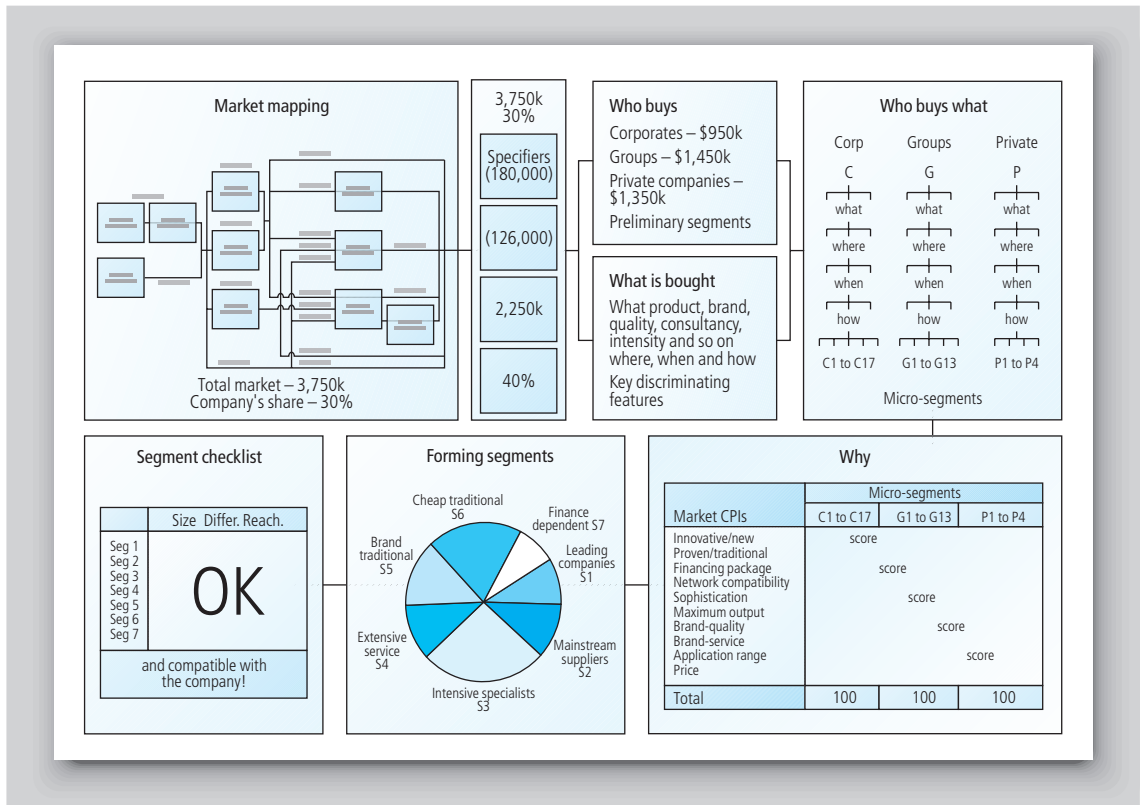 Market mapping
Total market – 3,750k
Company's share – 30%
3,750k
30%
Specifiers
(180,000)
(126,000)
2,250k
40%
Who buys
Corporates – $950k
Groups – $1,450k
Private companies –
$1,350k
Preliminary segments
What is bought
What product, brand,
quality, consultancy,
intensity and so on
where, when and how
Key discriminating
features
Who buys what
Corp Groups Private
C G P
what what what
where where where
when when when
how how how
C1 to C17 G1 to G13 P1 to P4
Micro-segments
Segment checklist
Size Differ. Reach.
Seg 1
Seg 2
Seg 3
Seg 4
Seg 5
Seg 6
Seg 7
OK
and compatible with
the company!
Forming segments
Cheap traditional
S6
Finance
dependent S7
Leading
companies
S1
Mainstream
suppliers
S2
Intensive specialists
S3
Extensive
service
S4
Brand
traditional
S5
Why
Micro-segments
Market CPIs C1 to C17 G1 to G13 P1 to P4
Innovative/new score
Proven/traditional
Financing package score
Network compatibility
Sophistication score
Maximum output
Brand-quality score
Brand-service
Application range score
Price
Total 100 100 100